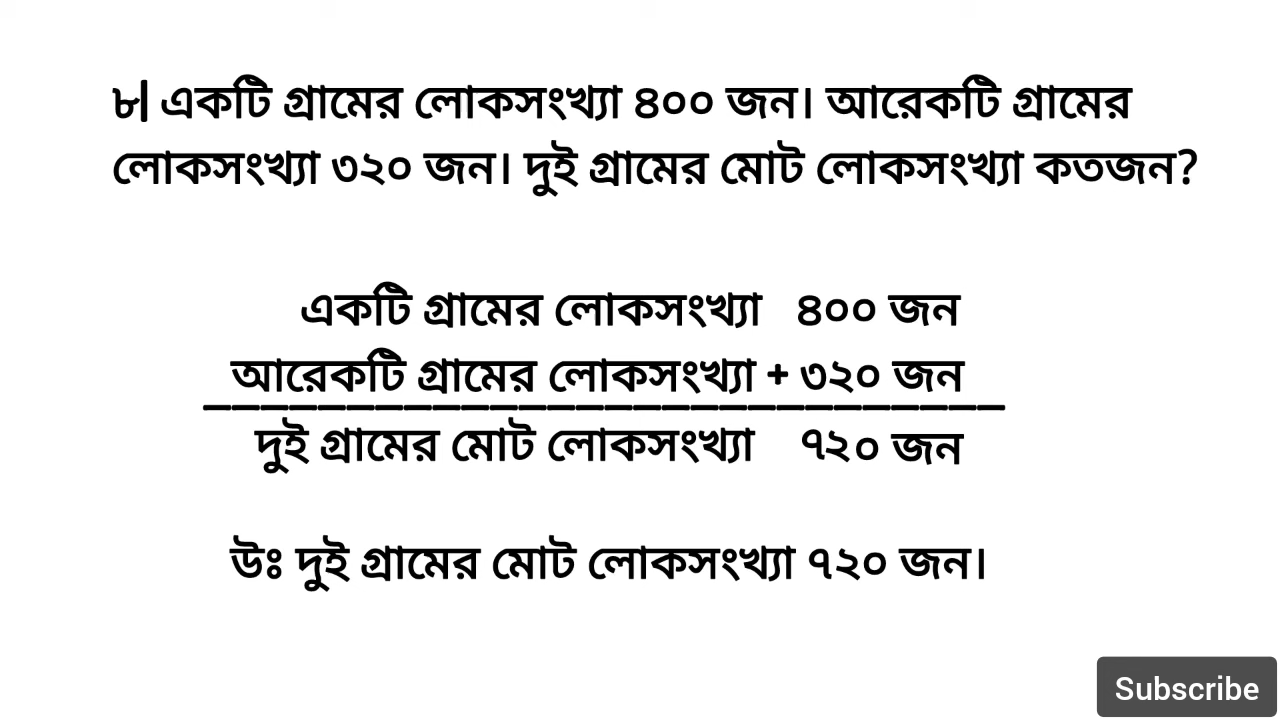 ৮| একটি গ্রামের লোকসংখ্যা ৪০০ জন। আরেকটি গ্রামের
লোকসংখ্যা ৩২০ জন। দুই গ্রামের মোট লোকসংখ্যা কতজন?
একটি গ্রামের লোকসংখ্যা ৪০০ জন
আরেকটি গ্রামের লোকসংখ্যা + ৩২০ জন
দুই গ্রামের মোট লোকসংখ্যা ৭২০ জন
উঃ দুই গ্রামের মোট লোকসংখ্যা ৭২০ জন।
Subscribe